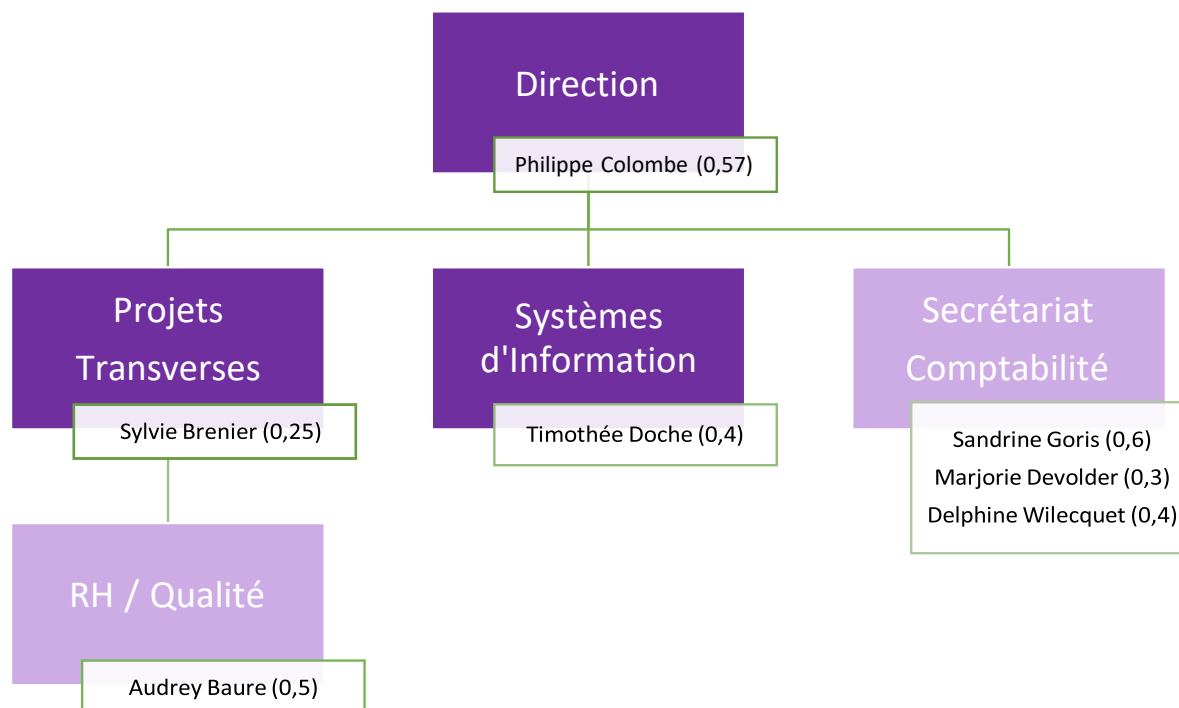 Direction
Philippe Colombe (0,57)
Projets
Transverses
Sylvie Brenier (0,25)
Systèmes
d'Information
Timothée Doche (0,4)
Secrétariat
Comptabilité
Sandrine Goris (0,6)
Marjorie Devolder (0,3)
Delphine Wilecquet (0,4)
RH / Qualité
Audrey Baure (0,5)